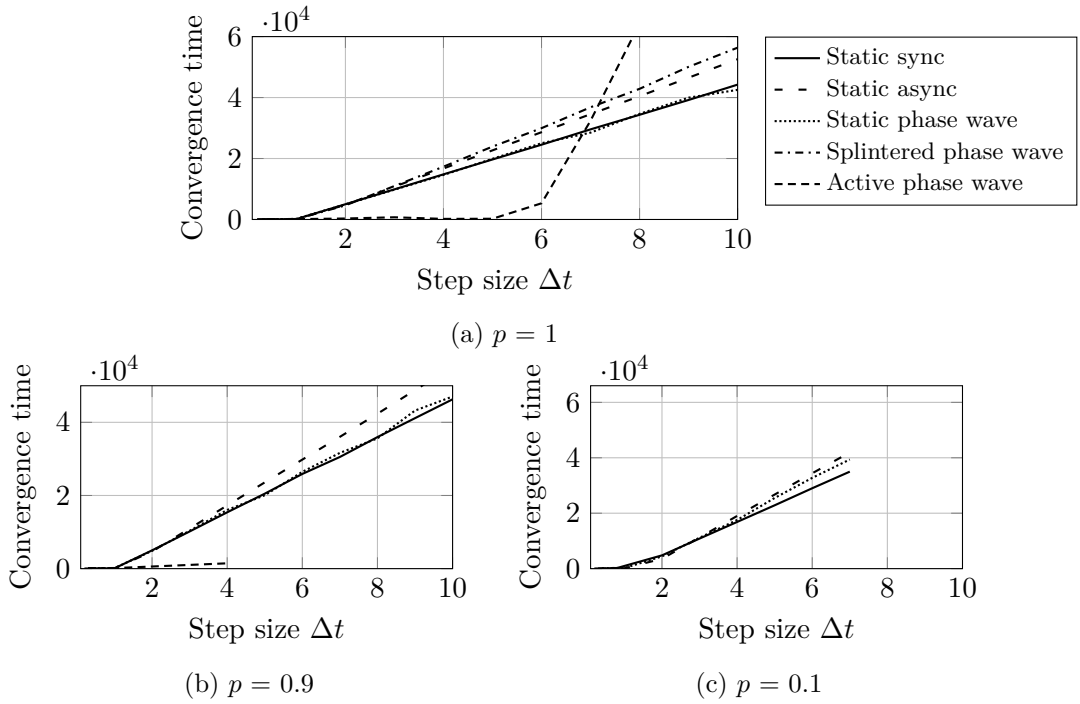 ·10^4
Convergence time
6
4
2
0
2 4 6 8 10
Step size Δt
Static sync
Static async
Static phase wave
Splintered phase wave
Active phase wave
(a) p = 1
·10^4
Convergence time
4
2
0
2 4 6 8 10
Step size Δt
(b) p = 0.9
·10^4
Convergence time
6
4
2
0
2 4 6 8 10
Step size Δt
(c) p = 0.1